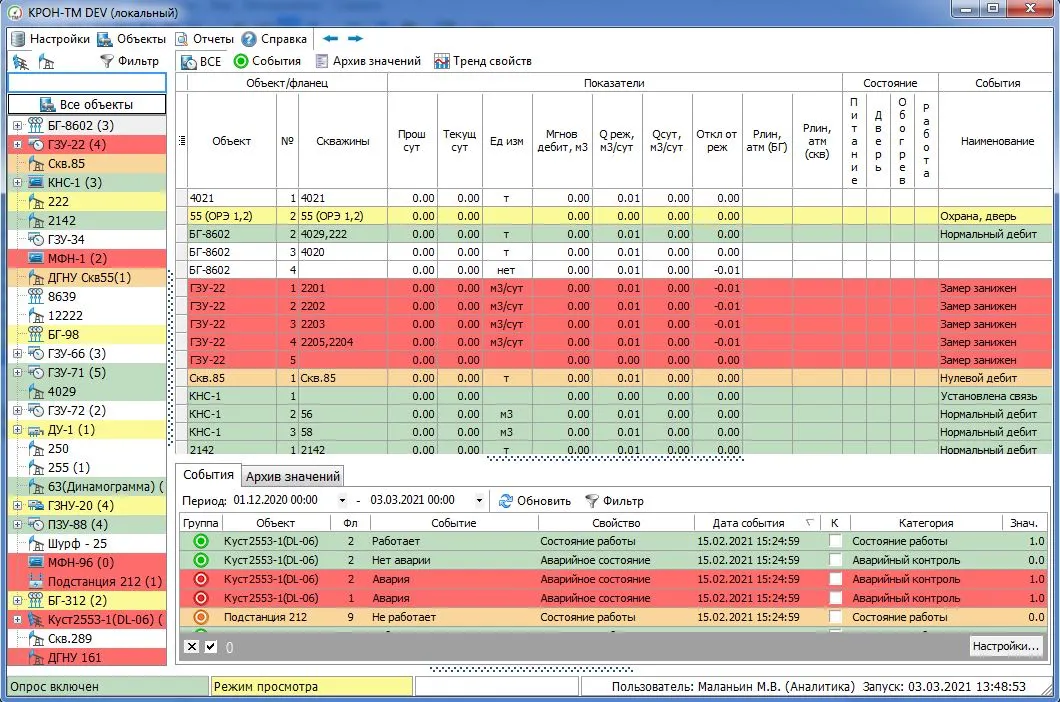 КРОН-ТМ DEV (локальный)
Настройки Объекты Отчеты Справка
Фильтр ВСЕ События Архив значений Тренд свойств
Все объекты
БГ-8602 (3)
ГЗУ-22 (4)
Скв.85
КНС-1 (3)
222
2142
ГЗУ-34
МФН-1 (2)
ДГНУ Скв55(1)
8639
12222
БГ-98
ГЗУ-66 (3)
ГЗУ-71 (5)
4029
ГЗУ-72 (2)
ДУ-1 (1)
250
255 (1)
63(Динамограмма) (
ГЗНУ-20 (4)
ПЗУ-88 (4)
Шурф - 25
МФН-96 (0)
Подстанция 212 (1)
БГ-312 (2)
Куст2553-1(DL-06) (
Скв.289
ДГНУ 161
Объект/фланец Показатели Состояние События
Объект № Скважины Прош сут Текущ сут Ед изм Мгнов дебит, м3 Q реж, м3/сут Qсут, м3/сут Откл от реж Рлин, атм (БГ) Рлин, атм (скв) Питание Дверь Обогрев Работа Наименование
4021 1 4021 0.00 0.00 т 0.00 0.01 0.00 0.00
55 (ОРЭ 1,2) 2 55 (ОРЭ 1,2) 0.00 0.00 0.00 0.01 0.00 0.00 Охрана, дверь
БГ-8602 2 4029,222 0.00 0.00 т 0.00 0.01 0.00 0.00 Нормальный дебит
БГ-8602 3 4020 0.00 0.00 т 0.00 0.01 0.00 0.00
БГ-8602 4 0.00 0.00 нет 0.00 0.01 0.00 -0.01
ГЗУ-22 1 2201 0.00 0.00 м3/сут 0.00 0.01 0.00 -0.01 Замер занижен
ГЗУ-22 2 2202 0.00 0.00 м3/сут 0.00 0.01 0.00 -0.01 Замер занижен
ГЗУ-22 3 2203 0.00 0.00 м3/сут 0.00 0.01 0.00 -0.01 Замер занижен
ГЗУ-22 4 2205,2204 0.00 0.00 м3/сут 0.00 0.01 0.00 -0.01 Замер занижен
ГЗУ-22 5 0.00 0.00 0.00 0.01 0.00 0.00 Замер занижен
Скв.85 1 Скв.85 0.00 0.00 т 0.00 0.01 0.00 0.00 Нулевой дебит
КНС-1 1 0.00 0.00 0.00 0.01 0.00 0.00 Установлена связь
КНС-1 2 56 0.00 0.00 м3 0.00 0.01 0.00 0.00 Нормальный дебит
КНС-1 3 58 0.00 0.00 м3 0.00 0.01 0.00 0.00 Нормальный дебит
2142 1 2142 0.00 0.00 т 0.00 0.01 0.00 0.00 Нормальный дебит
События Архив значений
Период: 01.12.2020 00:00 - 03.03.2021 00:00 Обновить Фильтр
Группа Объект Фл Событие Свойство Дата события К Категория Знач.
Куст2553-1(DL-06) 2 Работает Состояние работы 15.02.2021 15:24:59 Состояние работы 1.0
Куст2553-1(DL-06) 2 Нет аварии Аварийное состояние 15.02.2021 15:24:59 Аварийный контроль 0.0
Куст2553-1(DL-06) 2 Авария Аварийное состояние 15.02.2021 15:24:59 Аварийный контроль 1.0
Куст2553-1(DL-06) 1 Авария Аварийное состояние 15.02.2021 15:24:59 Аварийный контроль 1.0
Подстанция 212 9 Не работает Состояние работы 15.02.2021 15:24:59 Состояние работы 0.0
0 Настройки...
Опрос включен Режим просмотра Пользователь: Маланьин М.В. (Аналитика) Запуск: 03.03.2021 13:48:53